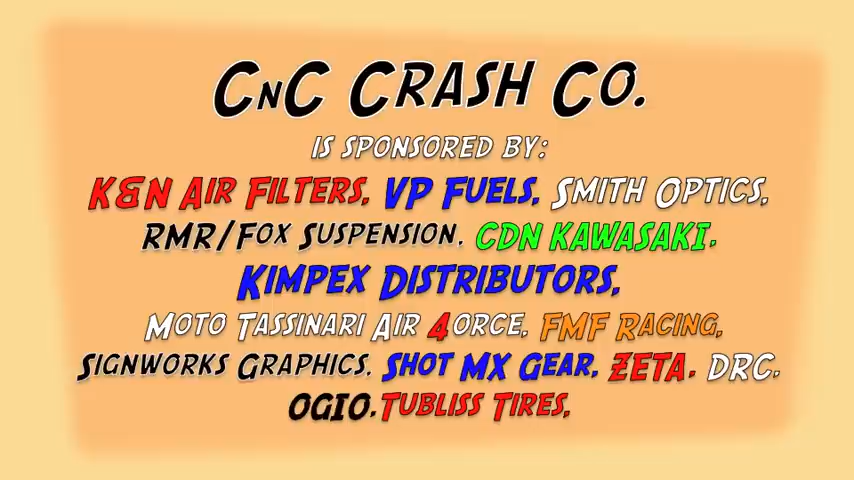 CnC Crash Co.
is sponsored by:
K&N Air Filters, VP Fuels, Smith Optics,
RMR/Fox Suspension, CDN KAWASAKI,
Kimpex Distributors,
Moto Tassinari Air 4orce, FMF Racing,
Signworks Graphics, Shot MX Gear, ZETA, DRC,
OGIO,Tubliss Tires,